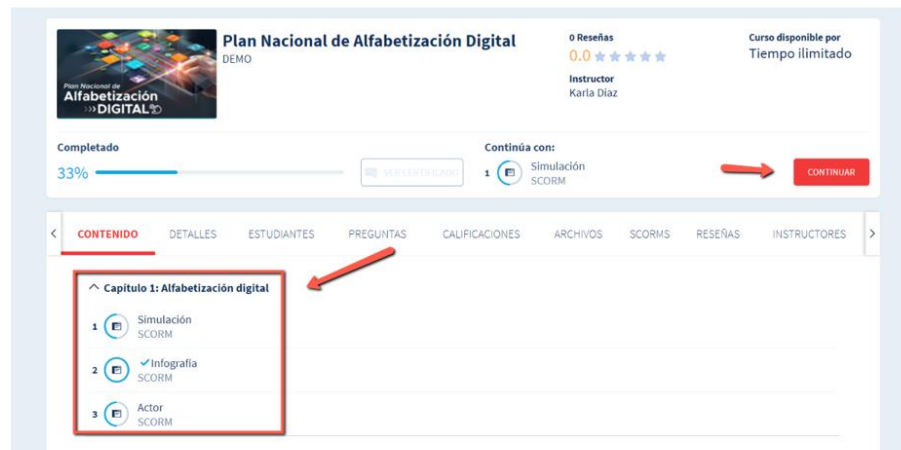 Plan Nacional de Alfabetización Digital
DEMO
Plan Nacional de
Alfabetización
DIGITAL
0 Reseñas
0.0
Instructor
Karla Diaz
Curso disponible por
Tiempo ilimitado
Completado
33%
VER CERTIFICADO
Continúa con:
1 Simulación
SCORM
CONTINUAR
CONTENIDO DETALLES ESTUDIANTES PREGUNTAS CALIFICACIONES ARCHIVOS SCORMS RESEÑAS INSTRUCTORES
Capítulo 1: Alfabetización digital
1 Simulación
SCORM
2 Infografía
SCORM
3 Actor
SCORM